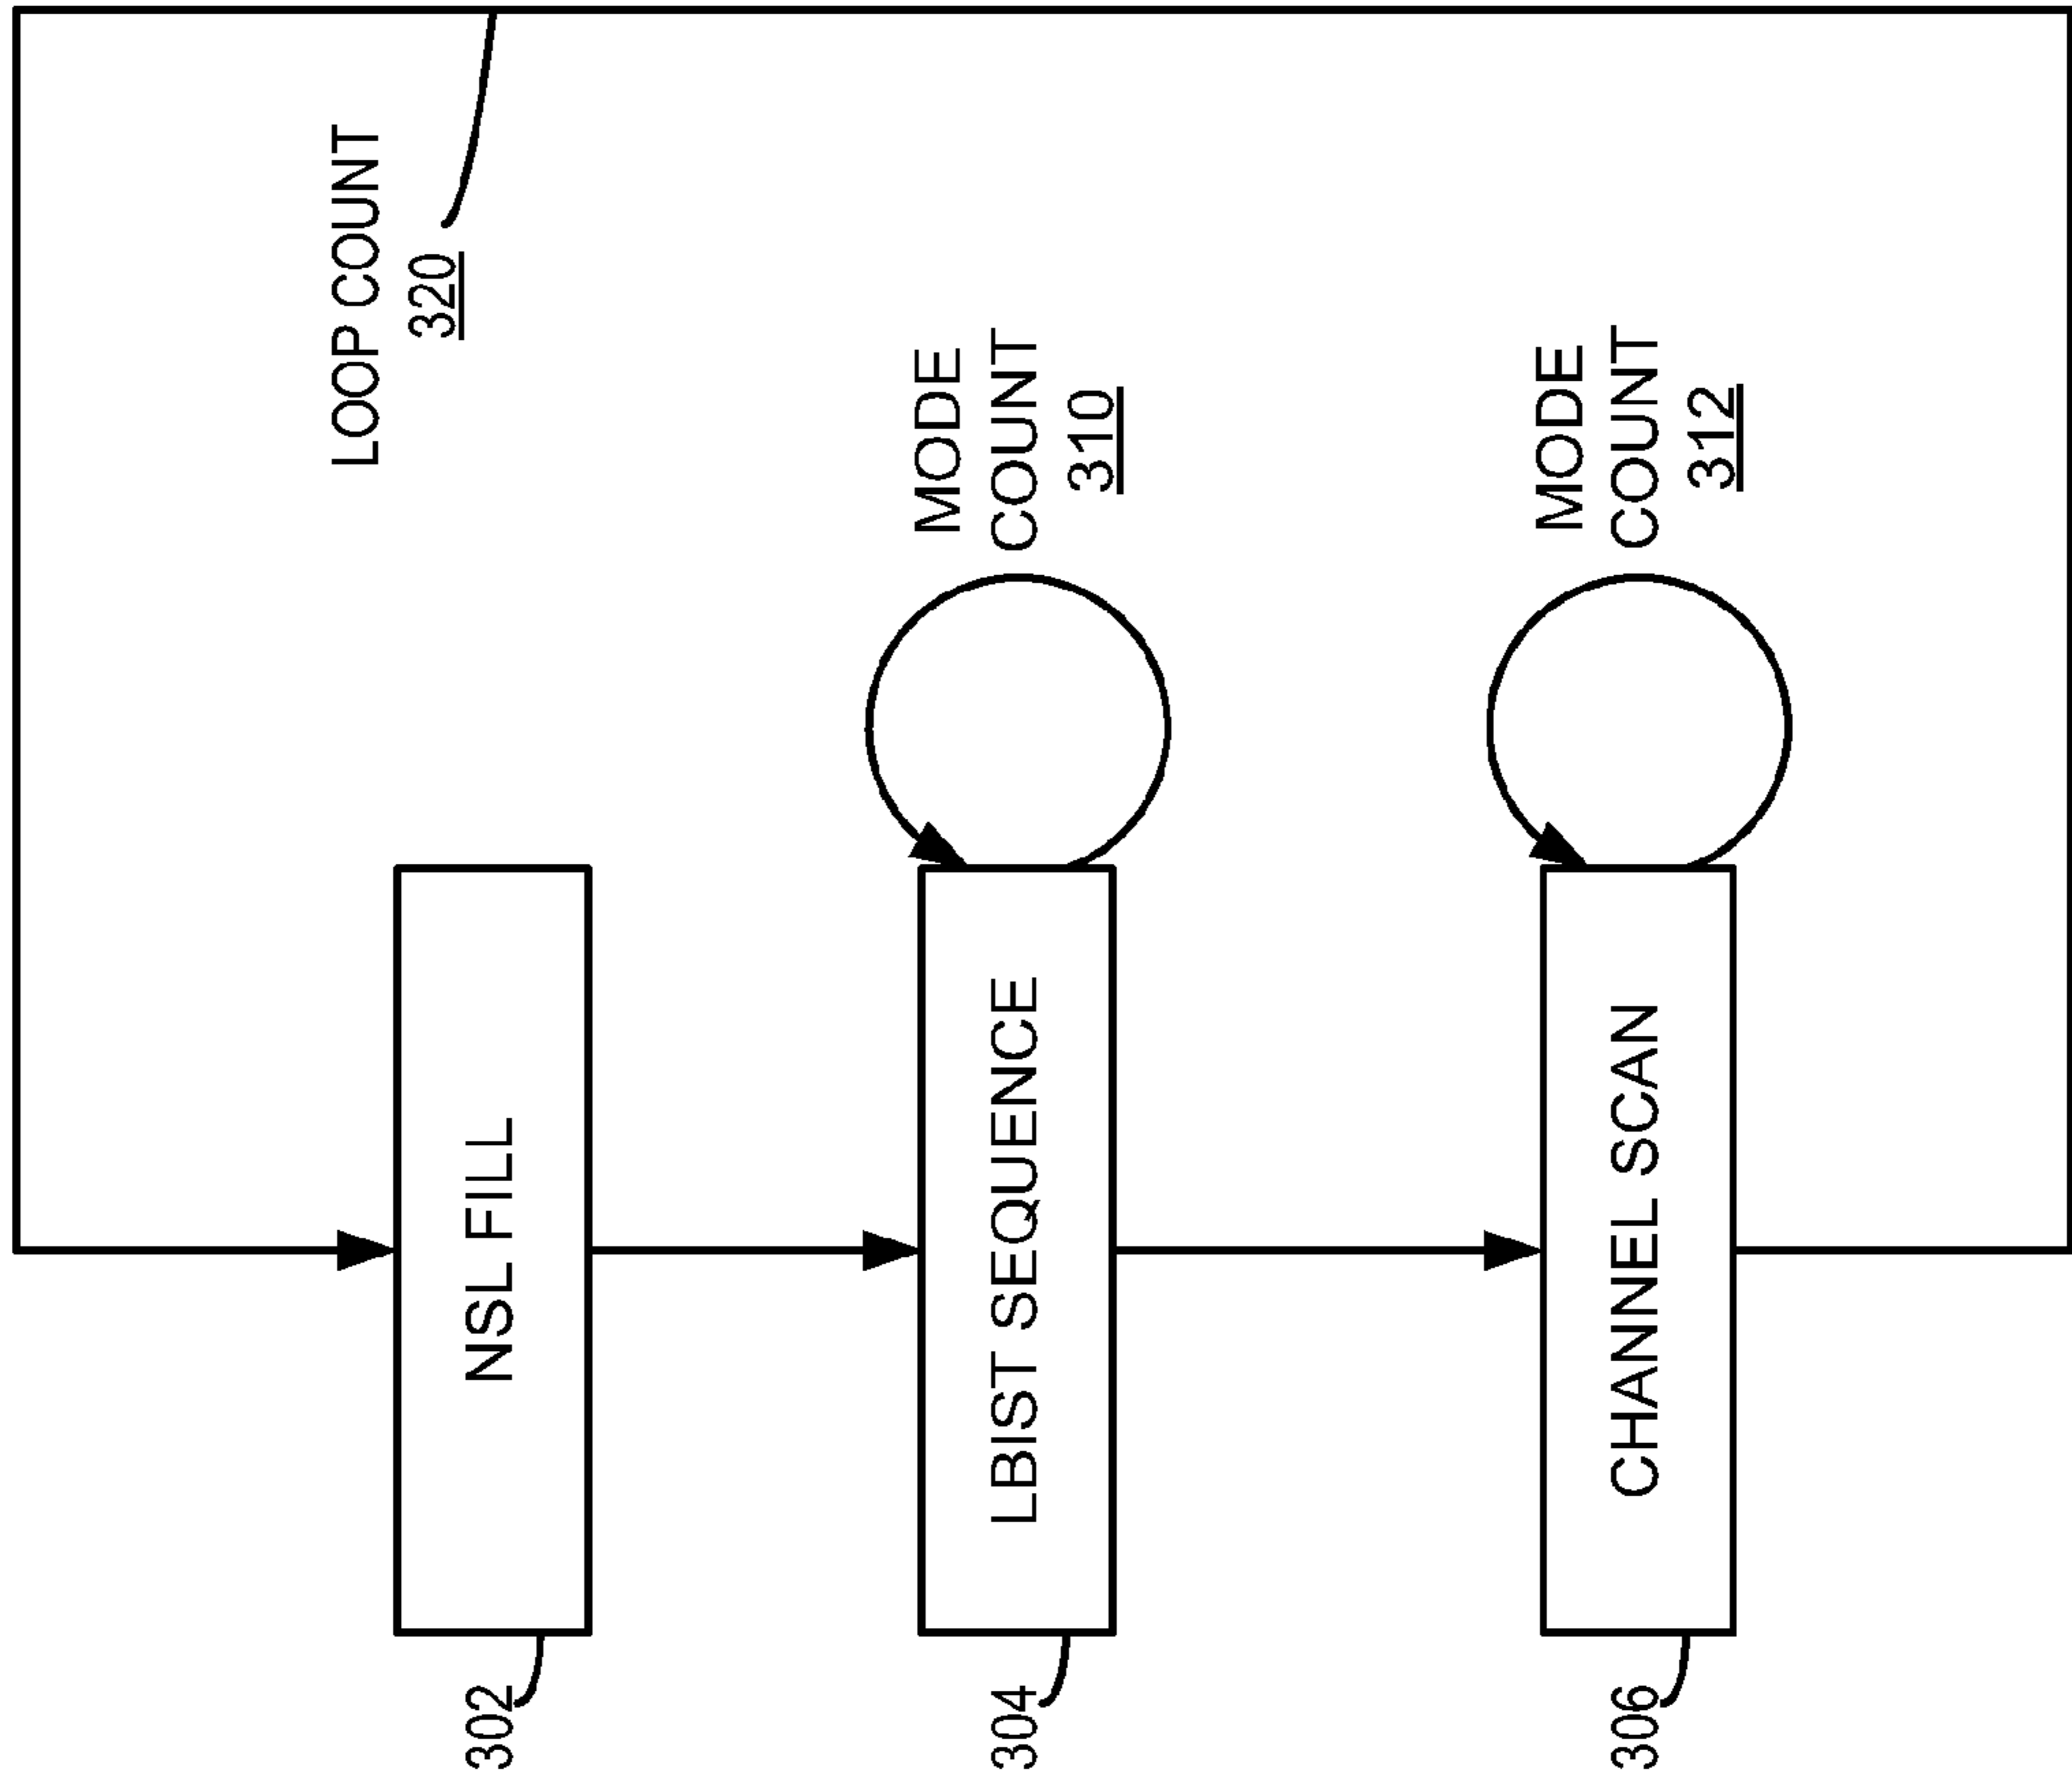 LOOP COUNT
320
302
NSL FILL
304
LBIST SEQUENCE
MODE
COUNT
310
306
CHANNEL SCAN
MODE
COUNT
312